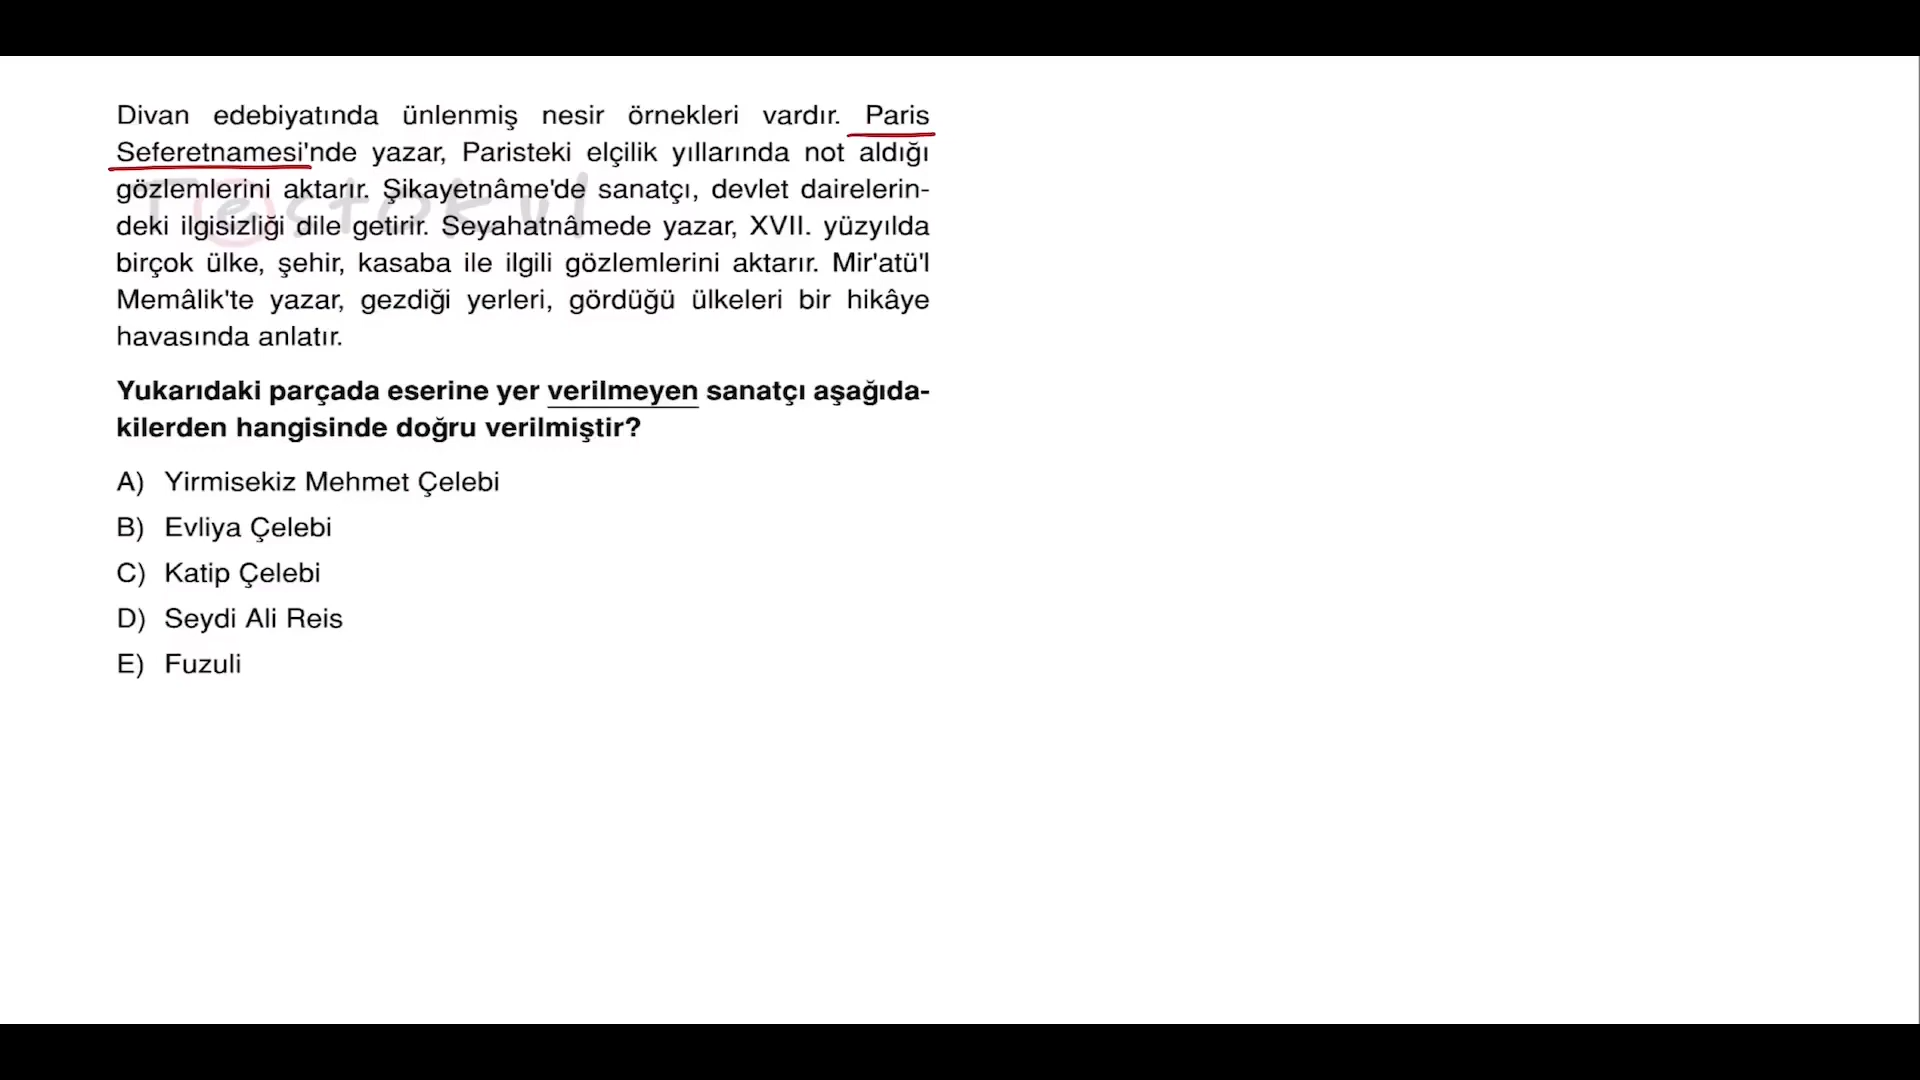 Divan edebiyatında ünlenmiş nesir örnekleri vardır. Paris
Seferetnamesi'nde yazar, Paristeki elçilik yıllarında not aldığı
gözlemlerini aktarır. Şikayetnâme'de sanatçı, devlet dairelerin-
deki ilgisizliği dile getirir. Seyahatnâmede yazar, XVII. yüzyılda
birçok ülke, şehir, kasaba ile ilgili gözlemlerini aktarır. Mir'atü'l
Memâlik'te yazar, gezdiği yerleri, gördüğü ülkeleri bir hikâye
havasında anlatır.
Yukarıdaki parçada eserine yer verilmeyen sanatçı aşağıda-
kilerden hangisinde doğru verilmiştir?
A) Yirmisekiz Mehmet Çelebi
B) Evliya Çelebi
C) Katip Çelebi
D) Seydi Ali Reis
E) Fuzuli
Testokul